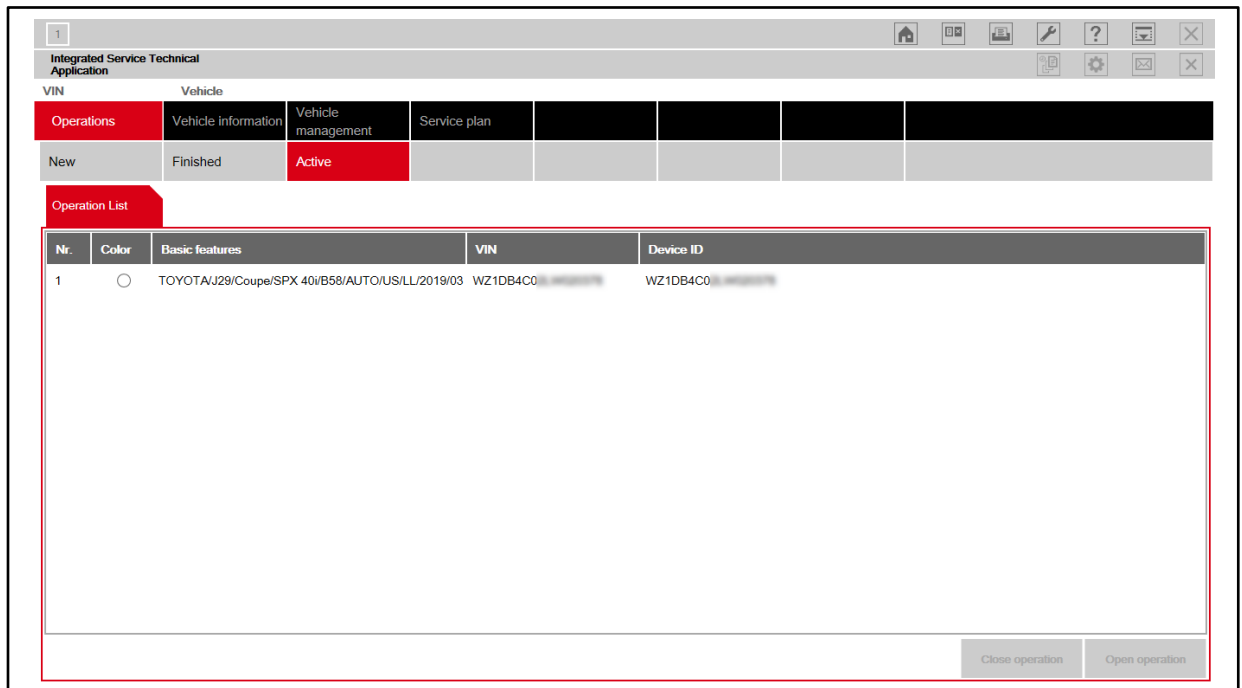 1
Integrated Service Technical
Application
VIN Vehicle
Operations Vehicle information Vehicle management Service plan
New Finished Active
Operation List
Nr. Color Basic features VIN Device ID
1 TOYOTA/J29/Coupe/SPX 40i/B58/AUTO/US/LL/2019/03 WZ1DB4C0 WZ1DB4C0
Close operation Open operation